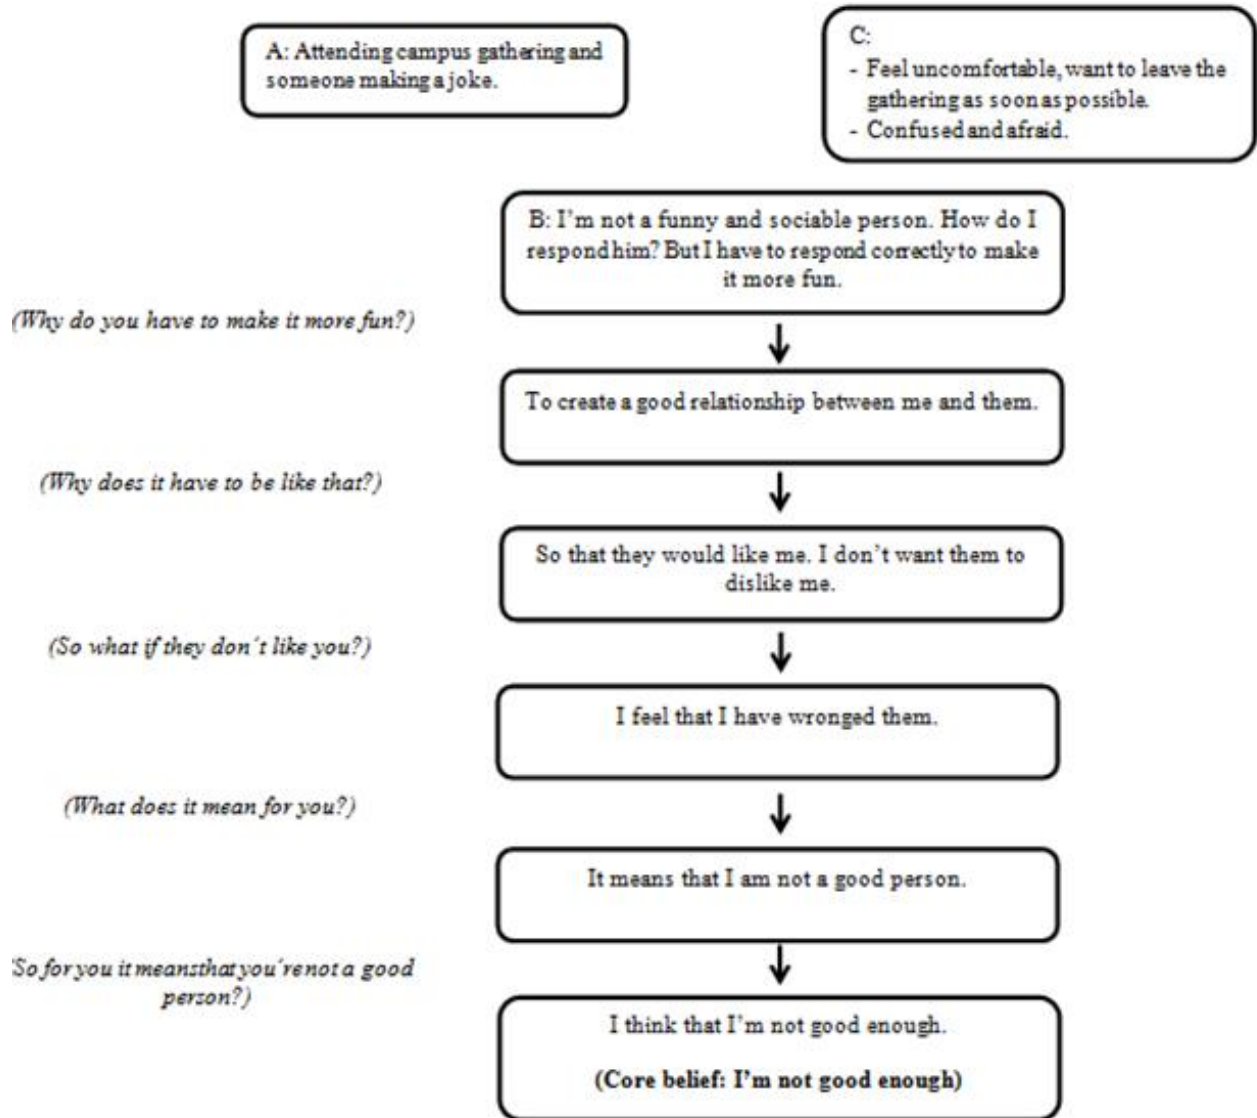 A: Attending campus gathering and
someone making a joke.
C:
- Feel uncomfortable, want to leave the
gathering as soon as possible.
- Confused and afraid.
B: I'm not a funny and sociable person. How do I
respond him? But I have to respond correctly to make
it more fun.
(Why do you have to make it more fun?)
To create a good relationship between me and them.
(Why does it have to be like that?)
So that they would like me. I don't want them to
dislike me.
(So what if they don´t like you?)
I feel that I have wronged them.
(What does it mean for you?)
It means that I am not a good person.
So for you it means that you´re not a good
person?)
I think that I'm not good enough.
(Core belief: I'm not good enough)